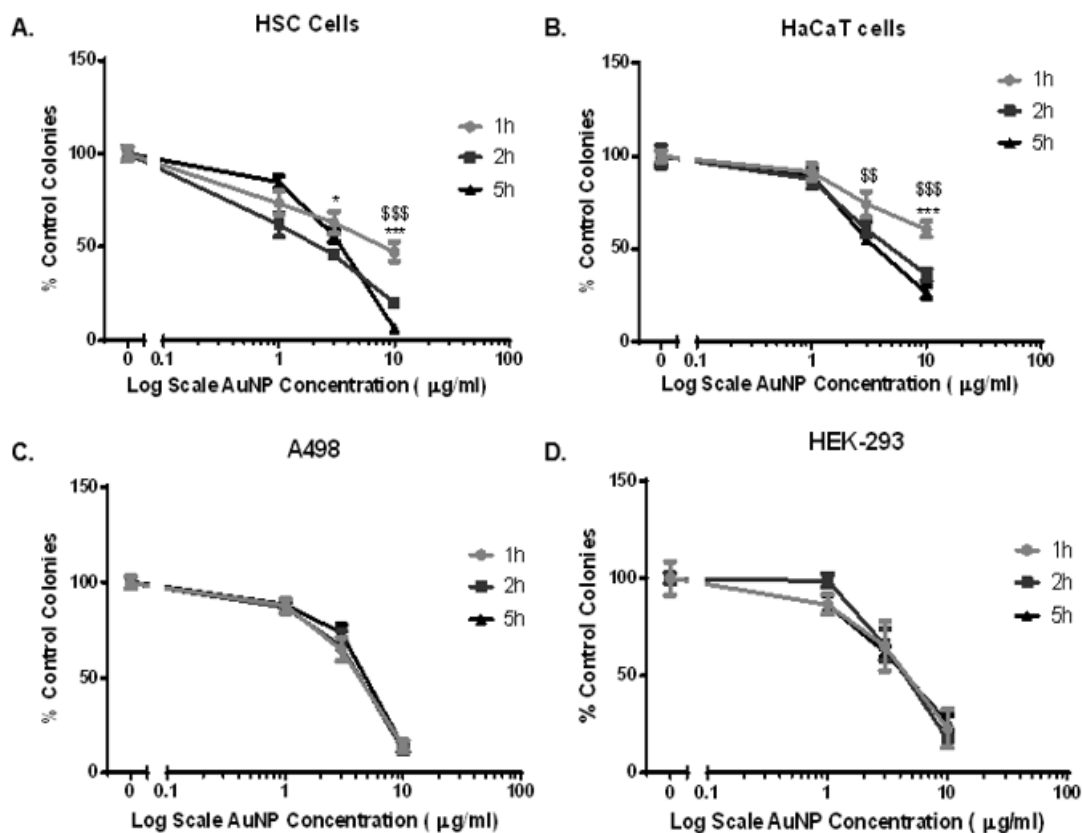 A.
HSC Cells
150
100
50
0
% Control Colonies
1h
2h
5h
*
$$$
***
0 0.1 1 10 100
Log Scale AuNP Concentration ( µg/ml)
B.
HaCaT cells
150
100
50
0
% Control Colonies
1h
2h
5h
$$
$$$
***
0 0.1 1 10 100
Log Scale AuNP Concentration ( µg/ml)
C.
A498
150
100
50
0
% Control Colonies
1h
2h
5h
0 0.1 1 10 100
Log Scale AuNP Concentration ( µg/ml)
D.
HEK-293
150
100
50
0
% Control Colonies
1h
2h
5h
0 0.1 1 10 100
Log Scale AuNP Concentration ( µg/ml)